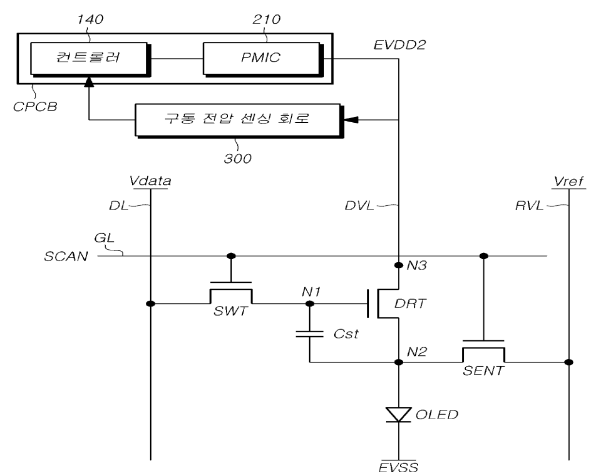 140
210
컨트롤러
PMIC
EVDD2
CPCB
구동 전압 센싱 회로
300
Vdata
Vref
DL
DVL
RVL
GL
SCAN
N3
N1
DRT
SWT
Cst
N2
SENT
OLED
EVSS